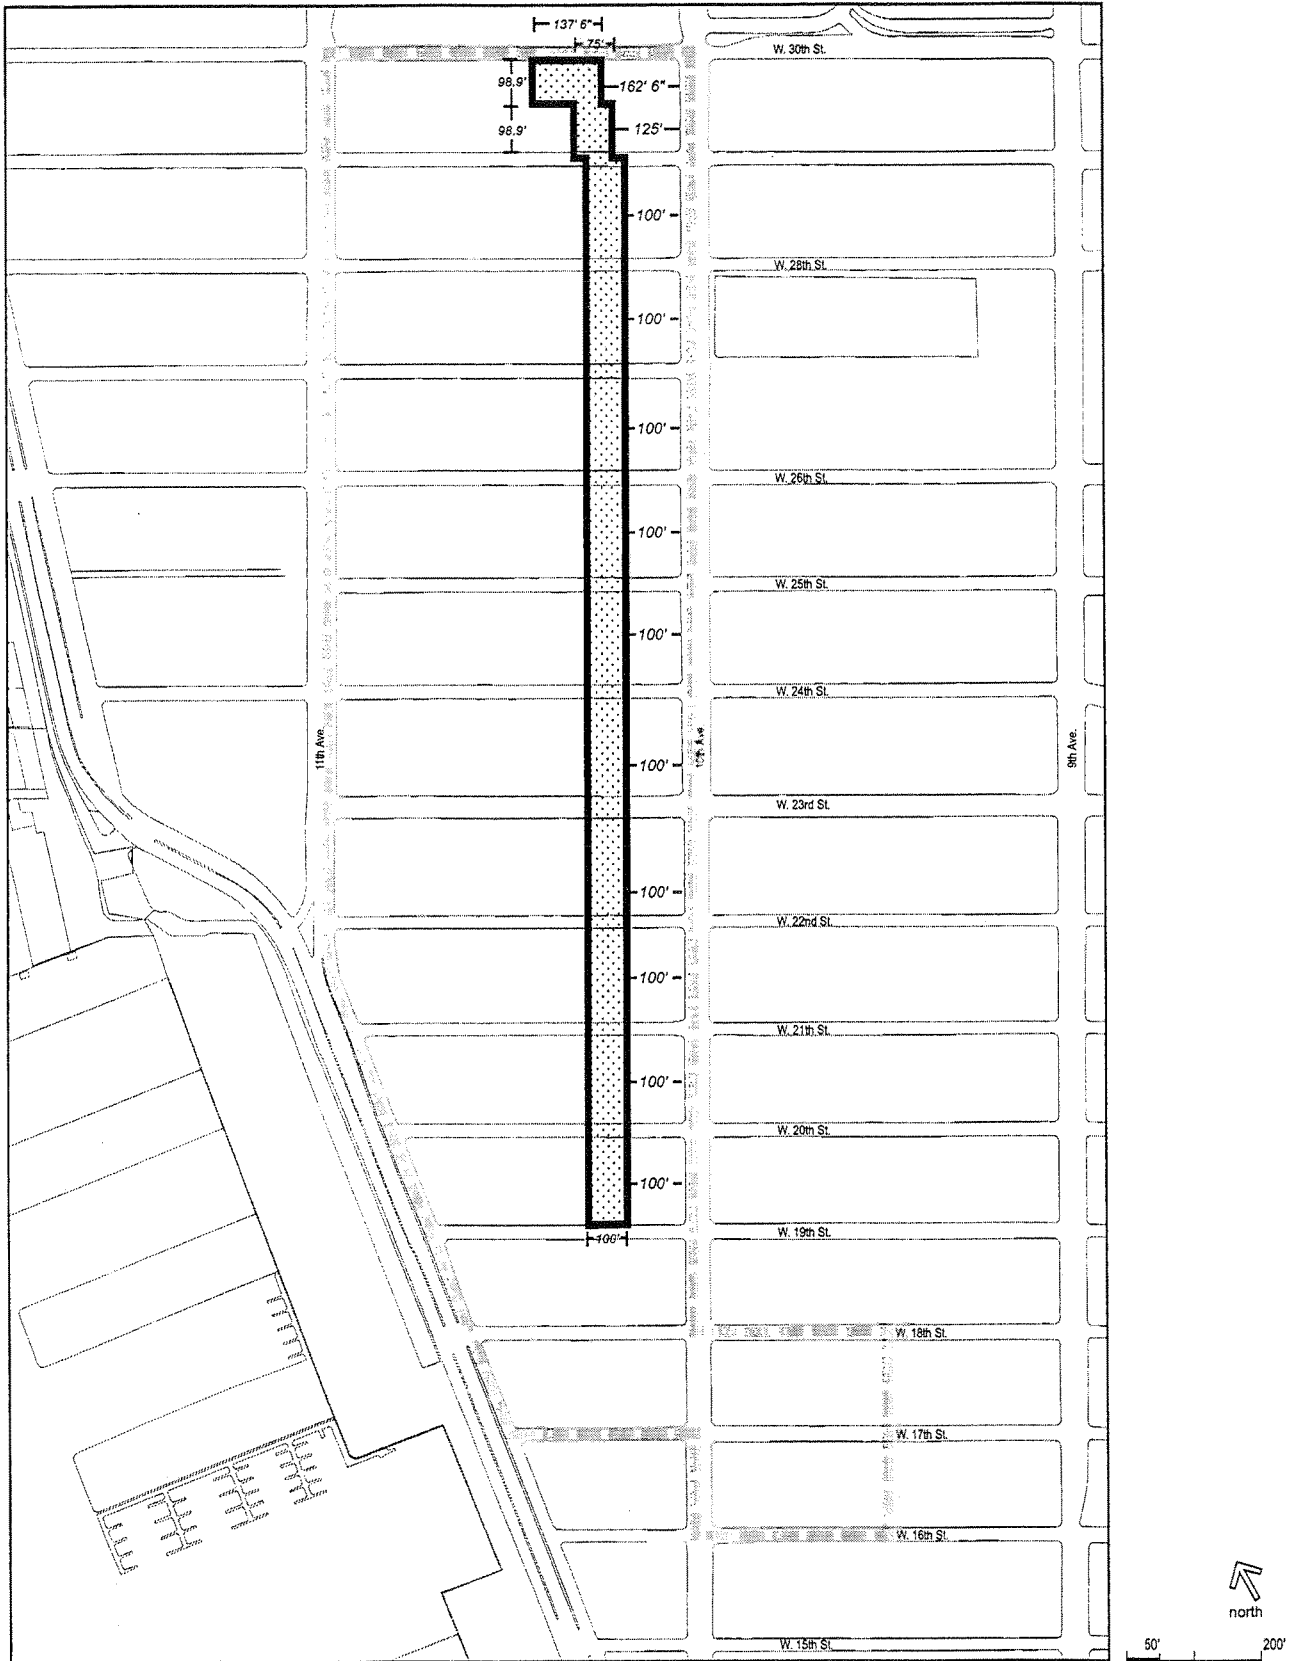 137' 6"
75'
W. 30th St.
98.9'
162' 6"
98.9'
125'
100'
W. 28th St.
100'
100'
W. 26th St.
100'
W. 25th St.
100'
W. 24th St.
11th Ave.
10th Ave.
9th Ave.
100'
W. 23rd St.
100'
W. 22nd St.
100'
W. 21th St.
100'
W. 20th St.
100'
W. 19th St.
100'
W. 18th St.
W. 17th St.
W. 16th St.
north
W. 15th St.
50'
200'